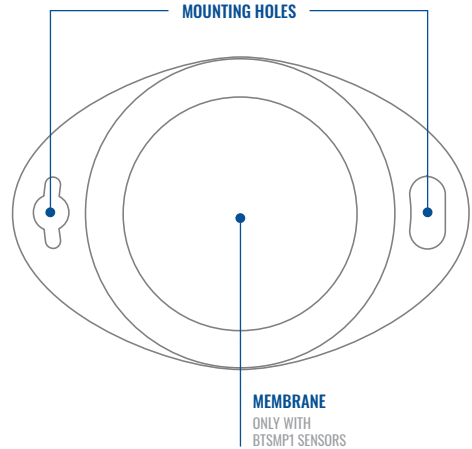 MOUNTING HOLES
MEMBRANE
ONLY WITH
BTSMP1 SENSORS